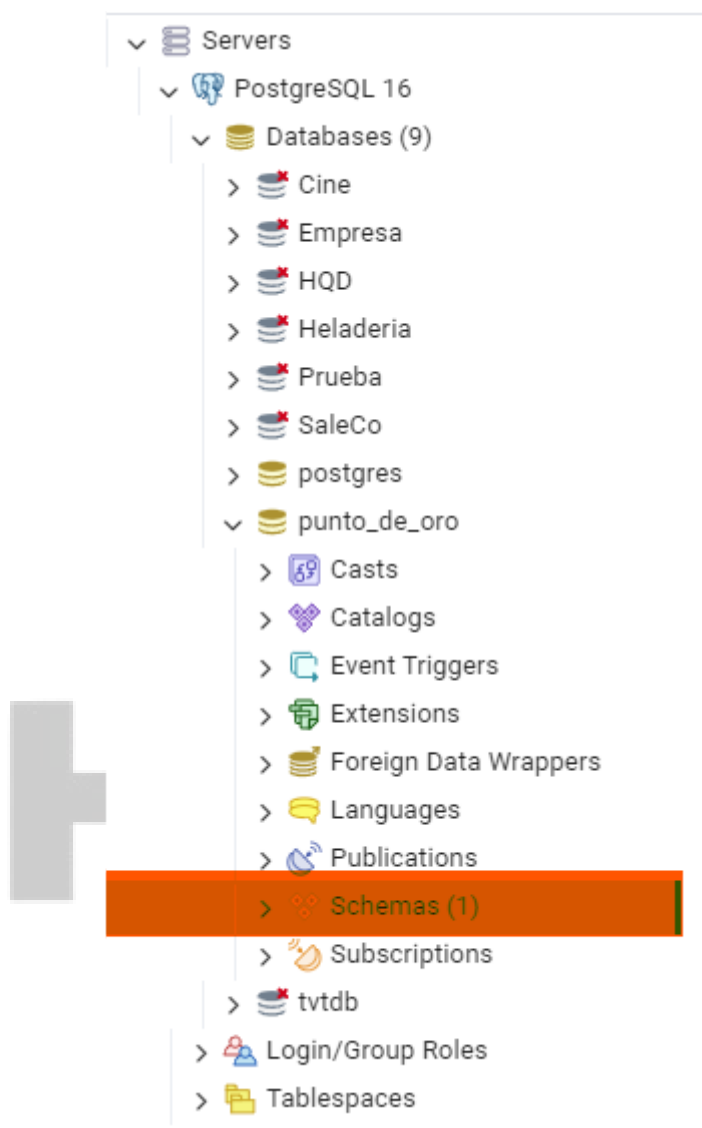 Servers
PostgreSQL 16
Databases (9)
Cine
Empresa
HQD
Heladeria
Prueba
SaleCo
postgres
punto_de_oro
Casts
Catalogs
Event Triggers
Extensions
Foreign Data Wrappers
Languages
Publications
Schemas (1)
Subscriptions
tvtdb
Login/Group Roles
Tablespaces